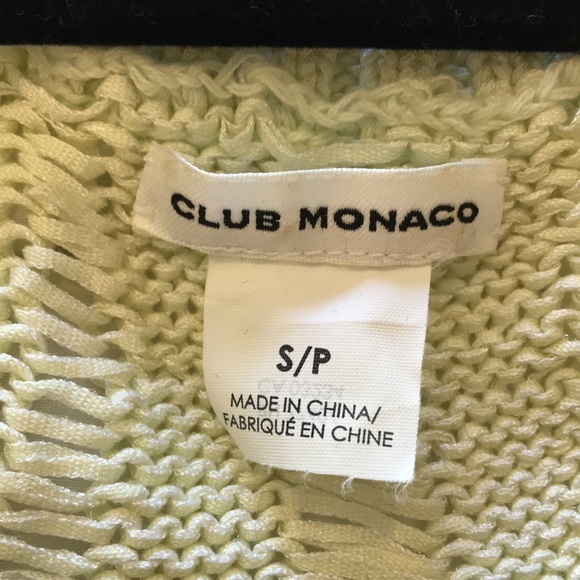 CLUB MONACO
S/P
MADE IN CHINA/
FABRIQUÉ EN CHINE